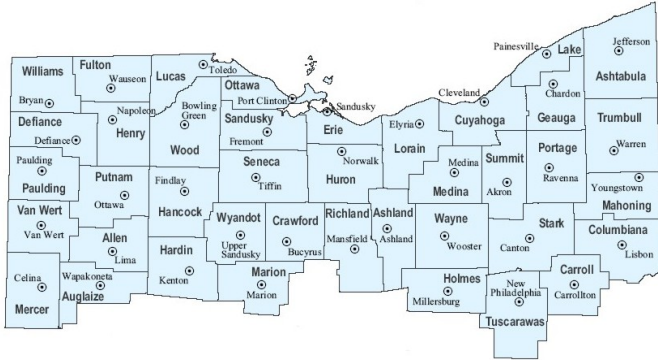 Jefferson
Painesville
Lake
Ashtabula
Williams
Fulton
Wauseon
Lucas
Toledo
Bryan
Ottawa
Port Clinton
Sandusky
Cleveland
Chardon
Geauga
Defiance
Defiance
Napoleon
Henry
Bowling
Green
Wood
Sandusky
Fremont
Erie
Elyria
Lorain
Cuyahoga
Trumbull
Warren
Paulding
Paulding
Putnam
Ottawa
Findlay
Hancock
Seneca
Tiffin
Norwalk
Huron
Medina
Medina
Summit
Akron
Portage
Ravenna
Youngstown
Mahoning
Van Wert
Van Wert
Allen
Lima
Hardin
Kenton
Wyandot
Upper
Sandusky
Crawford
Bucyrus
Richland
Mansfield
Ashland
Ashland
Wayne
Wooster
Stark
Canton
Columbiana
Lisbon
Celina
Mercer
Wapakoneta
Auglaize
Marion
Marion
Holmes
Millersburg
New
Philadelphia
Tuscarawas
Carroll
Carrollton